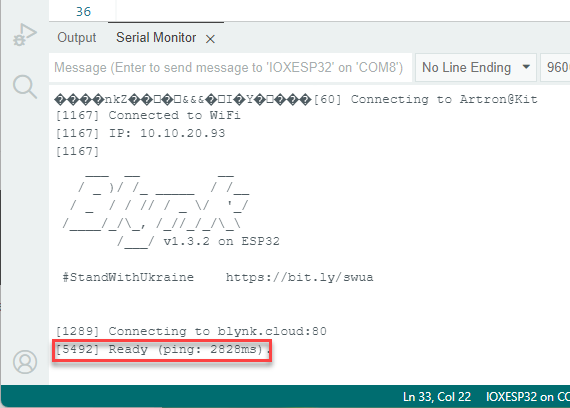 36
Output Serial Monitor ×
Message (Enter to send message to 'IOXESP32' on 'COM8') No Line Ending 960
nkZ &&& I Y [60] Connecting to Artron@Kit
[1167] Connected to WiFi
[1167] IP: 10.10.20.93
[1167]
    ___  __          __
   / _ )/ /_ _____  / /__
  / _  / / // / _ \/  '_/
 /____/_/\_, /_//_/_/\_\
        /___/ v1.3.2 on ESP32
#StandWithUkraine    https://bit.ly/swua
[1289] Connecting to blynk.cloud:80
[5492] Ready (ping: 2828ms).
Ln 33, Col 22 IOXESP32 on CO